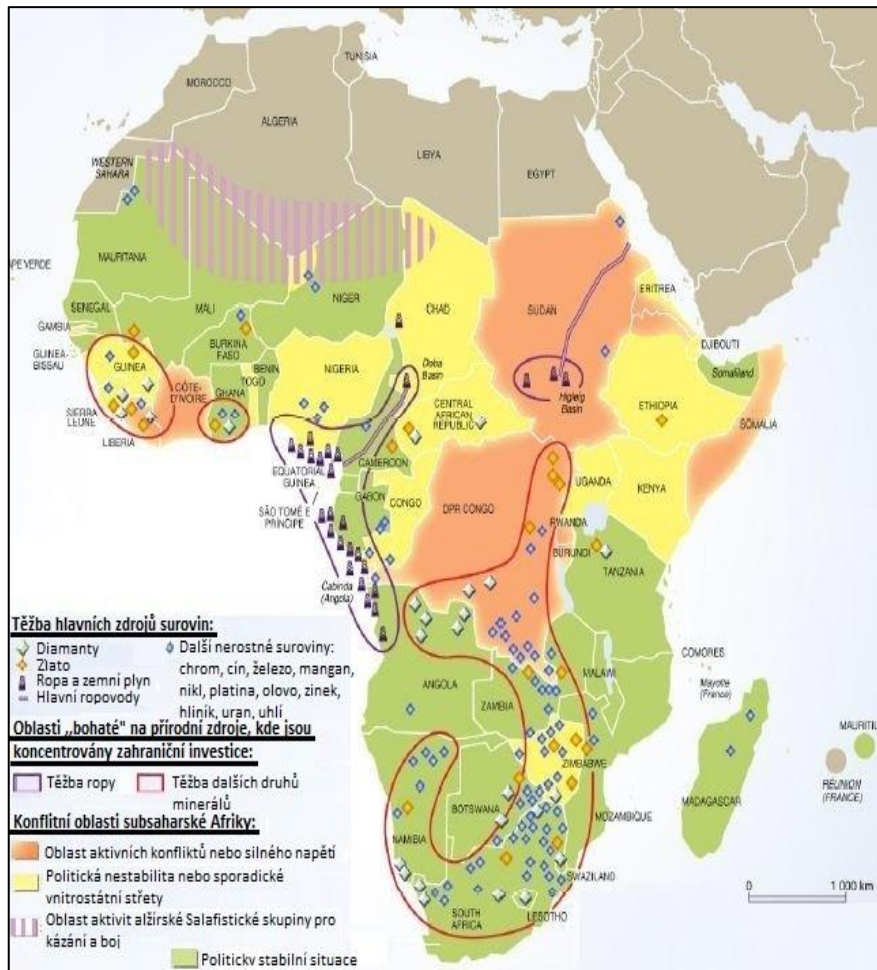 TUNISIA
MOROCCO
ALGERIA
LIBYA
EGYPT
WESTERN
SAHARA
APE VERDE
MAURITANIA
MALI
NIGER
CHAD
SUDAN
ERITREA
SENEGAL
GAMBIA
GUINEA-
BISSAU
GUINEA
BURKINA
FASO
BENIN
TOGO
NIGERIA
Doba
Basin
DJIBOUTI
Somaliland
CÔTE-
D'IVOIRE
GHANA
SIERRA
LEONE
LIBERIA
CENTRAL
AFRICAN
REPUBLIC
Higleig
Basin
ETHIOPIA
SOMALIA
EQUATORIAL
GUINEA
CAMEROON
SÃO TOMÉ E
PRÍNCIPE
GABON
CONGO
DPR CONGO
UGANDA
KENYA
RWANDA
BURUNDI
TANZANIA
Cabinda
(Angola)
COMORES
Mayotte
(France)
ANGOLA
ZAMBIA
MALAWI
MAURITIU
RÉUNION
(FRANCE)
ZIMBABWE
MADAGASCAR
MOZAMBIQUE
BOTSWANA
NAMIBIA
SWAZILAND
LESOTHO
SOUTH
AFRICA
0 1 000 km
Těžba hlavních zdrojů surovin:
Diamanty
Zlato
Ropa a zemní plyn
Hlavní ropovody
Další nerostné suroviny:
chrom, cín, železo, mangan,
nikl, platina, olovo, zinek,
hliník, uran, uhlí
Oblasti ,,bohaté" na přírodní zdroje, kde jsou
koncentrovány zahraniční investice:
Těžba ropy
Těžba dalších druhů
minerálů
Konfliktní oblasti subsaharské Afriky:
Oblast aktivních konfliktů nebo silného napětí
Politická nestabilita nebo sporadické
vnitrostátní střety
Oblast aktivit alžírské Salafistické skupiny pro
kázání a boj
Politicky stabilní situace